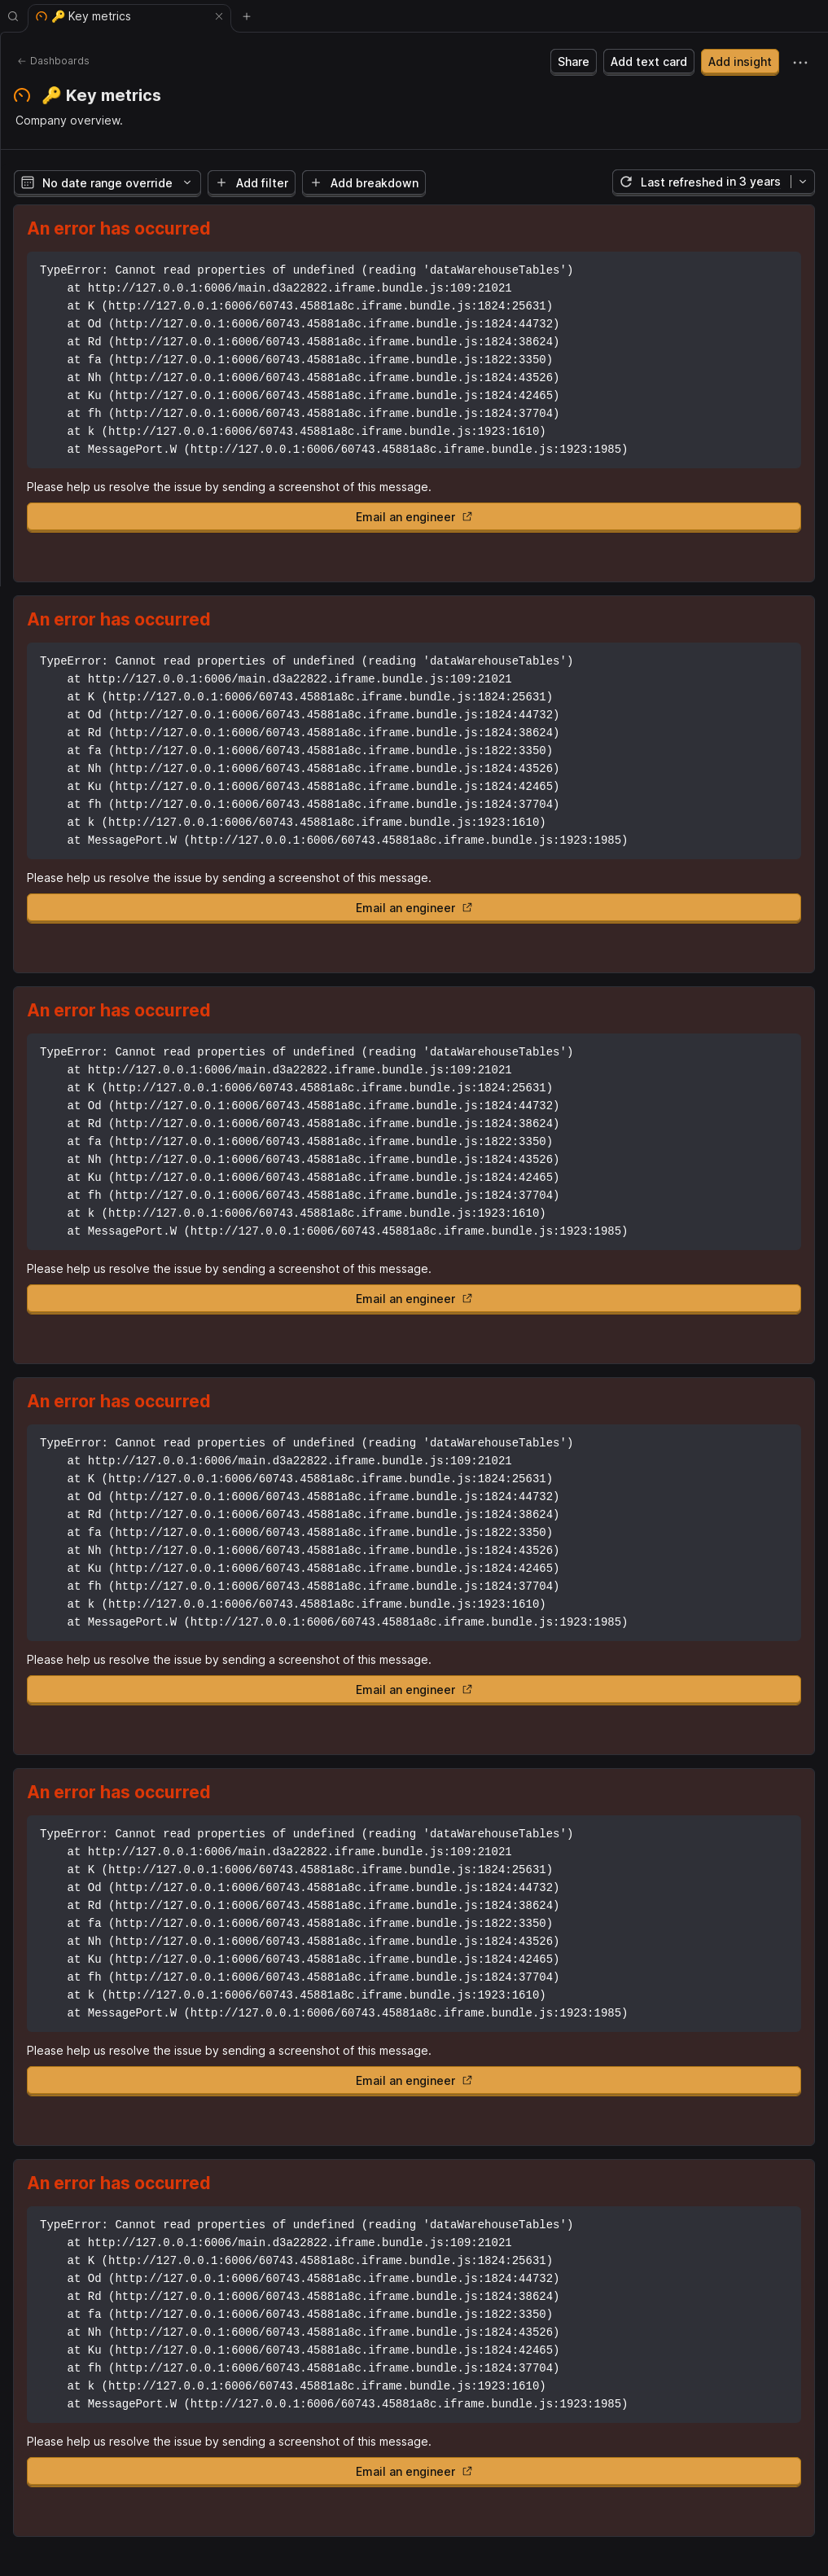 🔑 Key metrics
Dashboards
Share
Add text card
Add insight
🔑 Key metrics
Company overview.
No date range override
Add filter
Add breakdown
Last refreshed in 3 years
An error has occurred
TypeError: Cannot read properties of undefined (reading 'dataWarehouseTables')
at http://127.0.0.1:6006/main.d3a22822.iframe.bundle.js:109:21021
at K (http://127.0.0.1:6006/60743.45881a8c.iframe.bundle.js:1824:25631)
at Od (http://127.0.0.1:6006/60743.45881a8c.iframe.bundle.js:1824:44732)
at Rd (http://127.0.0.1:6006/60743.45881a8c.iframe.bundle.js:1824:38624)
at fa (http://127.0.0.1:6006/60743.45881a8c.iframe.bundle.js:1822:3350)
at Nh (http://127.0.0.1:6006/60743.45881a8c.iframe.bundle.js:1824:43526)
at Ku (http://127.0.0.1:6006/60743.45881a8c.iframe.bundle.js:1824:42465)
at fh (http://127.0.0.1:6006/60743.45881a8c.iframe.bundle.js:1824:37704)
at k (http://127.0.0.1:6006/60743.45881a8c.iframe.bundle.js:1923:1610)
at MessagePort.W (http://127.0.0.1:6006/60743.45881a8c.iframe.bundle.js:1923:1985)
Please help us resolve the issue by sending a screenshot of this message.
Email an engineer
An error has occurred
TypeError: Cannot read properties of undefined (reading 'dataWarehouseTables')
at http://127.0.0.1:6006/main.d3a22822.iframe.bundle.js:109:21021
at K (http://127.0.0.1:6006/60743.45881a8c.iframe.bundle.js:1824:25631)
at Od (http://127.0.0.1:6006/60743.45881a8c.iframe.bundle.js:1824:44732)
at Rd (http://127.0.0.1:6006/60743.45881a8c.iframe.bundle.js:1824:38624)
at fa (http://127.0.0.1:6006/60743.45881a8c.iframe.bundle.js:1822:3350)
at Nh (http://127.0.0.1:6006/60743.45881a8c.iframe.bundle.js:1824:43526)
at Ku (http://127.0.0.1:6006/60743.45881a8c.iframe.bundle.js:1824:42465)
at fh (http://127.0.0.1:6006/60743.45881a8c.iframe.bundle.js:1824:37704)
at k (http://127.0.0.1:6006/60743.45881a8c.iframe.bundle.js:1923:1610)
at MessagePort.W (http://127.0.0.1:6006/60743.45881a8c.iframe.bundle.js:1923:1985)
Please help us resolve the issue by sending a screenshot of this message.
Email an engineer
An error has occurred
TypeError: Cannot read properties of undefined (reading 'dataWarehouseTables')
at http://127.0.0.1:6006/main.d3a22822.iframe.bundle.js:109:21021
at K (http://127.0.0.1:6006/60743.45881a8c.iframe.bundle.js:1824:25631)
at Od (http://127.0.0.1:6006/60743.45881a8c.iframe.bundle.js:1824:44732)
at Rd (http://127.0.0.1:6006/60743.45881a8c.iframe.bundle.js:1824:38624)
at fa (http://127.0.0.1:6006/60743.45881a8c.iframe.bundle.js:1822:3350)
at Nh (http://127.0.0.1:6006/60743.45881a8c.iframe.bundle.js:1824:43526)
at Ku (http://127.0.0.1:6006/60743.45881a8c.iframe.bundle.js:1824:42465)
at fh (http://127.0.0.1:6006/60743.45881a8c.iframe.bundle.js:1824:37704)
at k (http://127.0.0.1:6006/60743.45881a8c.iframe.bundle.js:1923:1610)
at MessagePort.W (http://127.0.0.1:6006/60743.45881a8c.iframe.bundle.js:1923:1985)
Please help us resolve the issue by sending a screenshot of this message.
Email an engineer
An error has occurred
TypeError: Cannot read properties of undefined (reading 'dataWarehouseTables')
at http://127.0.0.1:6006/main.d3a22822.iframe.bundle.js:109:21021
at K (http://127.0.0.1:6006/60743.45881a8c.iframe.bundle.js:1824:25631)
at Od (http://127.0.0.1:6006/60743.45881a8c.iframe.bundle.js:1824:44732)
at Rd (http://127.0.0.1:6006/60743.45881a8c.iframe.bundle.js:1824:38624)
at fa (http://127.0.0.1:6006/60743.45881a8c.iframe.bundle.js:1822:3350)
at Nh (http://127.0.0.1:6006/60743.45881a8c.iframe.bundle.js:1824:43526)
at Ku (http://127.0.0.1:6006/60743.45881a8c.iframe.bundle.js:1824:42465)
at fh (http://127.0.0.1:6006/60743.45881a8c.iframe.bundle.js:1824:37704)
at k (http://127.0.0.1:6006/60743.45881a8c.iframe.bundle.js:1923:1610)
at MessagePort.W (http://127.0.0.1:6006/60743.45881a8c.iframe.bundle.js:1923:1985)
Please help us resolve the issue by sending a screenshot of this message.
Email an engineer
An error has occurred
TypeError: Cannot read properties of undefined (reading 'dataWarehouseTables')
at http://127.0.0.1:6006/main.d3a22822.iframe.bundle.js:109:21021
at K (http://127.0.0.1:6006/60743.45881a8c.iframe.bundle.js:1824:25631)
at Od (http://127.0.0.1:6006/60743.45881a8c.iframe.bundle.js:1824:44732)
at Rd (http://127.0.0.1:6006/60743.45881a8c.iframe.bundle.js:1824:38624)
at fa (http://127.0.0.1:6006/60743.45881a8c.iframe.bundle.js:1822:3350)
at Nh (http://127.0.0.1:6006/60743.45881a8c.iframe.bundle.js:1824:43526)
at Ku (http://127.0.0.1:6006/60743.45881a8c.iframe.bundle.js:1824:42465)
at fh (http://127.0.0.1:6006/60743.45881a8c.iframe.bundle.js:1824:37704)
at k (http://127.0.0.1:6006/60743.45881a8c.iframe.bundle.js:1923:1610)
at MessagePort.W (http://127.0.0.1:6006/60743.45881a8c.iframe.bundle.js:1923:1985)
Please help us resolve the issue by sending a screenshot of this message.
Email an engineer
An error has occurred
TypeError: Cannot read properties of undefined (reading 'dataWarehouseTables')
at http://127.0.0.1:6006/main.d3a22822.iframe.bundle.js:109:21021
at K (http://127.0.0.1:6006/60743.45881a8c.iframe.bundle.js:1824:25631)
at Od (http://127.0.0.1:6006/60743.45881a8c.iframe.bundle.js:1824:44732)
at Rd (http://127.0.0.1:6006/60743.45881a8c.iframe.bundle.js:1824:38624)
at fa (http://127.0.0.1:6006/60743.45881a8c.iframe.bundle.js:1822:3350)
at Nh (http://127.0.0.1:6006/60743.45881a8c.iframe.bundle.js:1824:43526)
at Ku (http://127.0.0.1:6006/60743.45881a8c.iframe.bundle.js:1824:42465)
at fh (http://127.0.0.1:6006/60743.45881a8c.iframe.bundle.js:1824:37704)
at k (http://127.0.0.1:6006/60743.45881a8c.iframe.bundle.js:1923:1610)
at MessagePort.W (http://127.0.0.1:6006/60743.45881a8c.iframe.bundle.js:1923:1985)
Please help us resolve the issue by sending a screenshot of this message.
Email an engineer